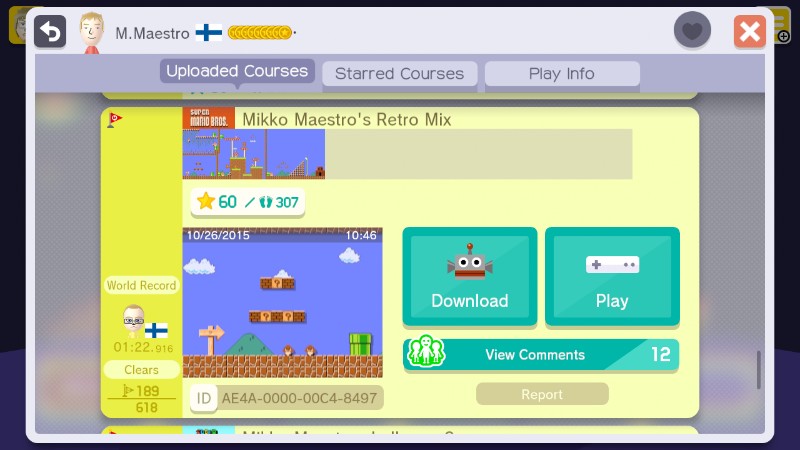 M.Maestro
Uploaded Courses
Starred Courses
Play Info
SUPER
MARIO BROS.
Mikko Maestro's Retro Mix
60 / 307
10/26/2015 10:46
World Record
01:22.916
Clears
189
618
Download
Play
View Comments 12
ID AE4A-0000-00C4-8497
Report